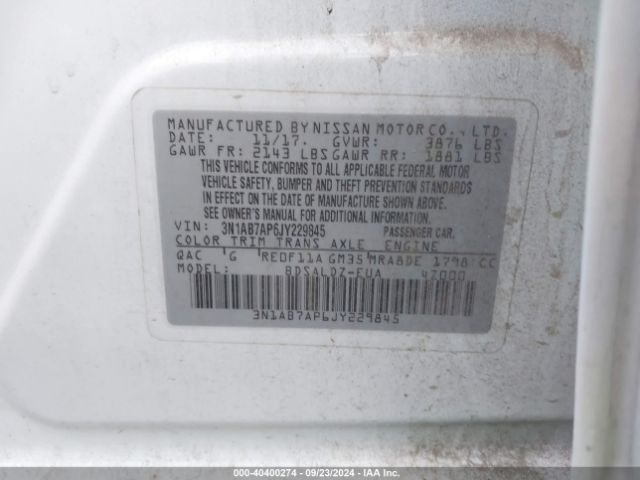 MANUFACTURED BY NISSAN MOTOR CO., LTD.
DATE: 11/17. GVWR: 3876 LBS
GAWR FR: 2143 LBS GAWR RR: 1881 LBS
THIS VEHICLE CONFORMS TO ALL APPLICABLE FEDERAL MOTOR
VEHICLE SAFETY, BUMPER AND THEFT PREVENTION STANDARDS
IN EFFECT ON THE DATE OF MANUFACTURE SHOWN ABOVE.
SEE OWNER'S MANUAL FOR ADDITIONAL INFORMATION.
VIN: 3N1AB7AP6JY229845 PASSENGER CAR
COLOR TRIM TRANS AXLE ENGINE
QAC G RE0F11A GM35 MRA8DE 1798 CC
BDSALDZ-EUA 4Z000
3N1AB7AP6JY229845
000-40400274 - 09/23/2024 - IAA Inc.